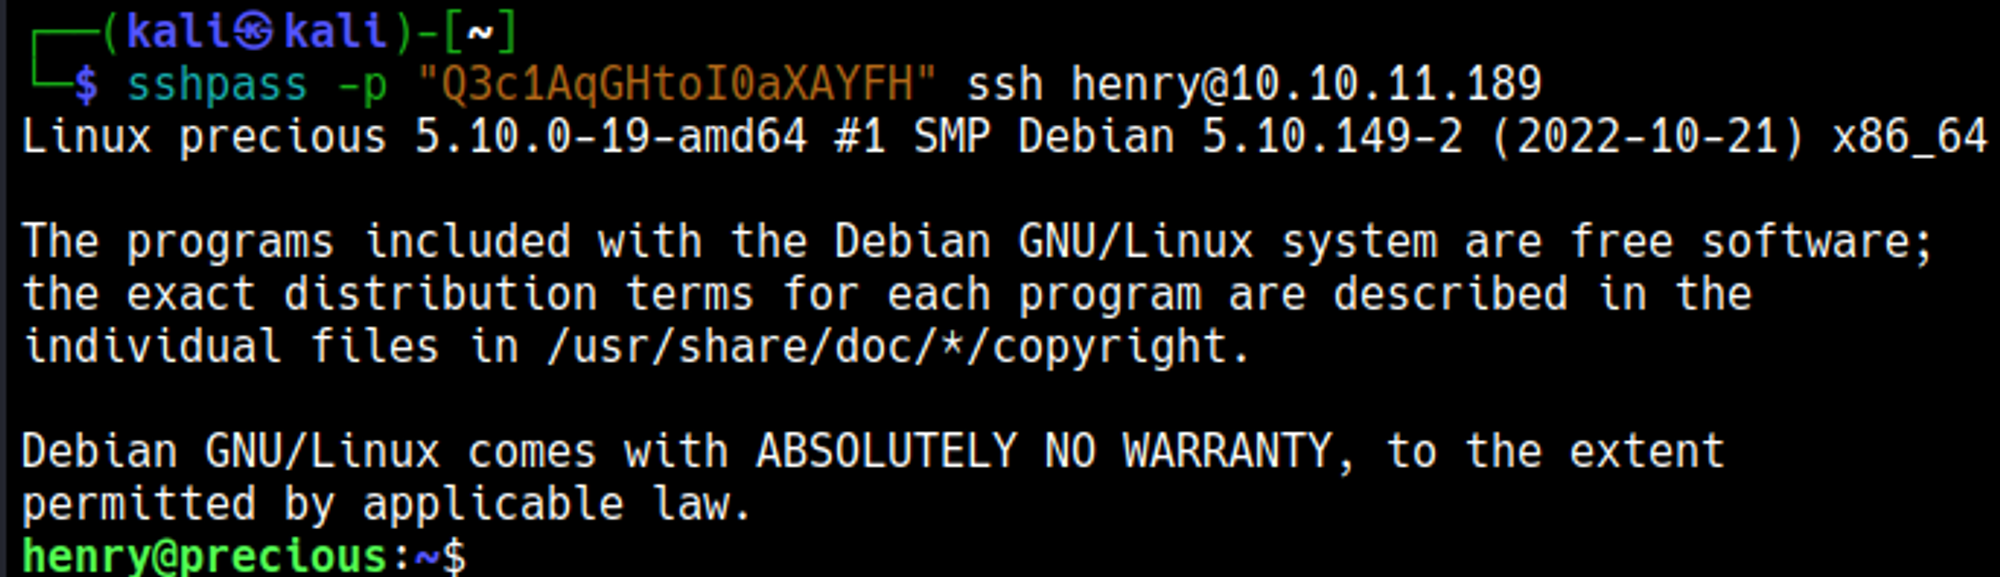 ┌──(kali㉿kali)-[~]
└─$ sshpass -p "Q3c1AqGHtoI0aXAYFH" ssh henry@10.10.11.189
Linux precious 5.10.0-19-amd64 #1 SMP Debian 5.10.149-2 (2022-10-21) x86_64
The programs included with the Debian GNU/Linux system are free software;
the exact distribution terms for each program are described in the
individual files in /usr/share/doc/*/copyright.
Debian GNU/Linux comes with ABSOLUTELY NO WARRANTY, to the extent
permitted by applicable law.
henry@precious:~$